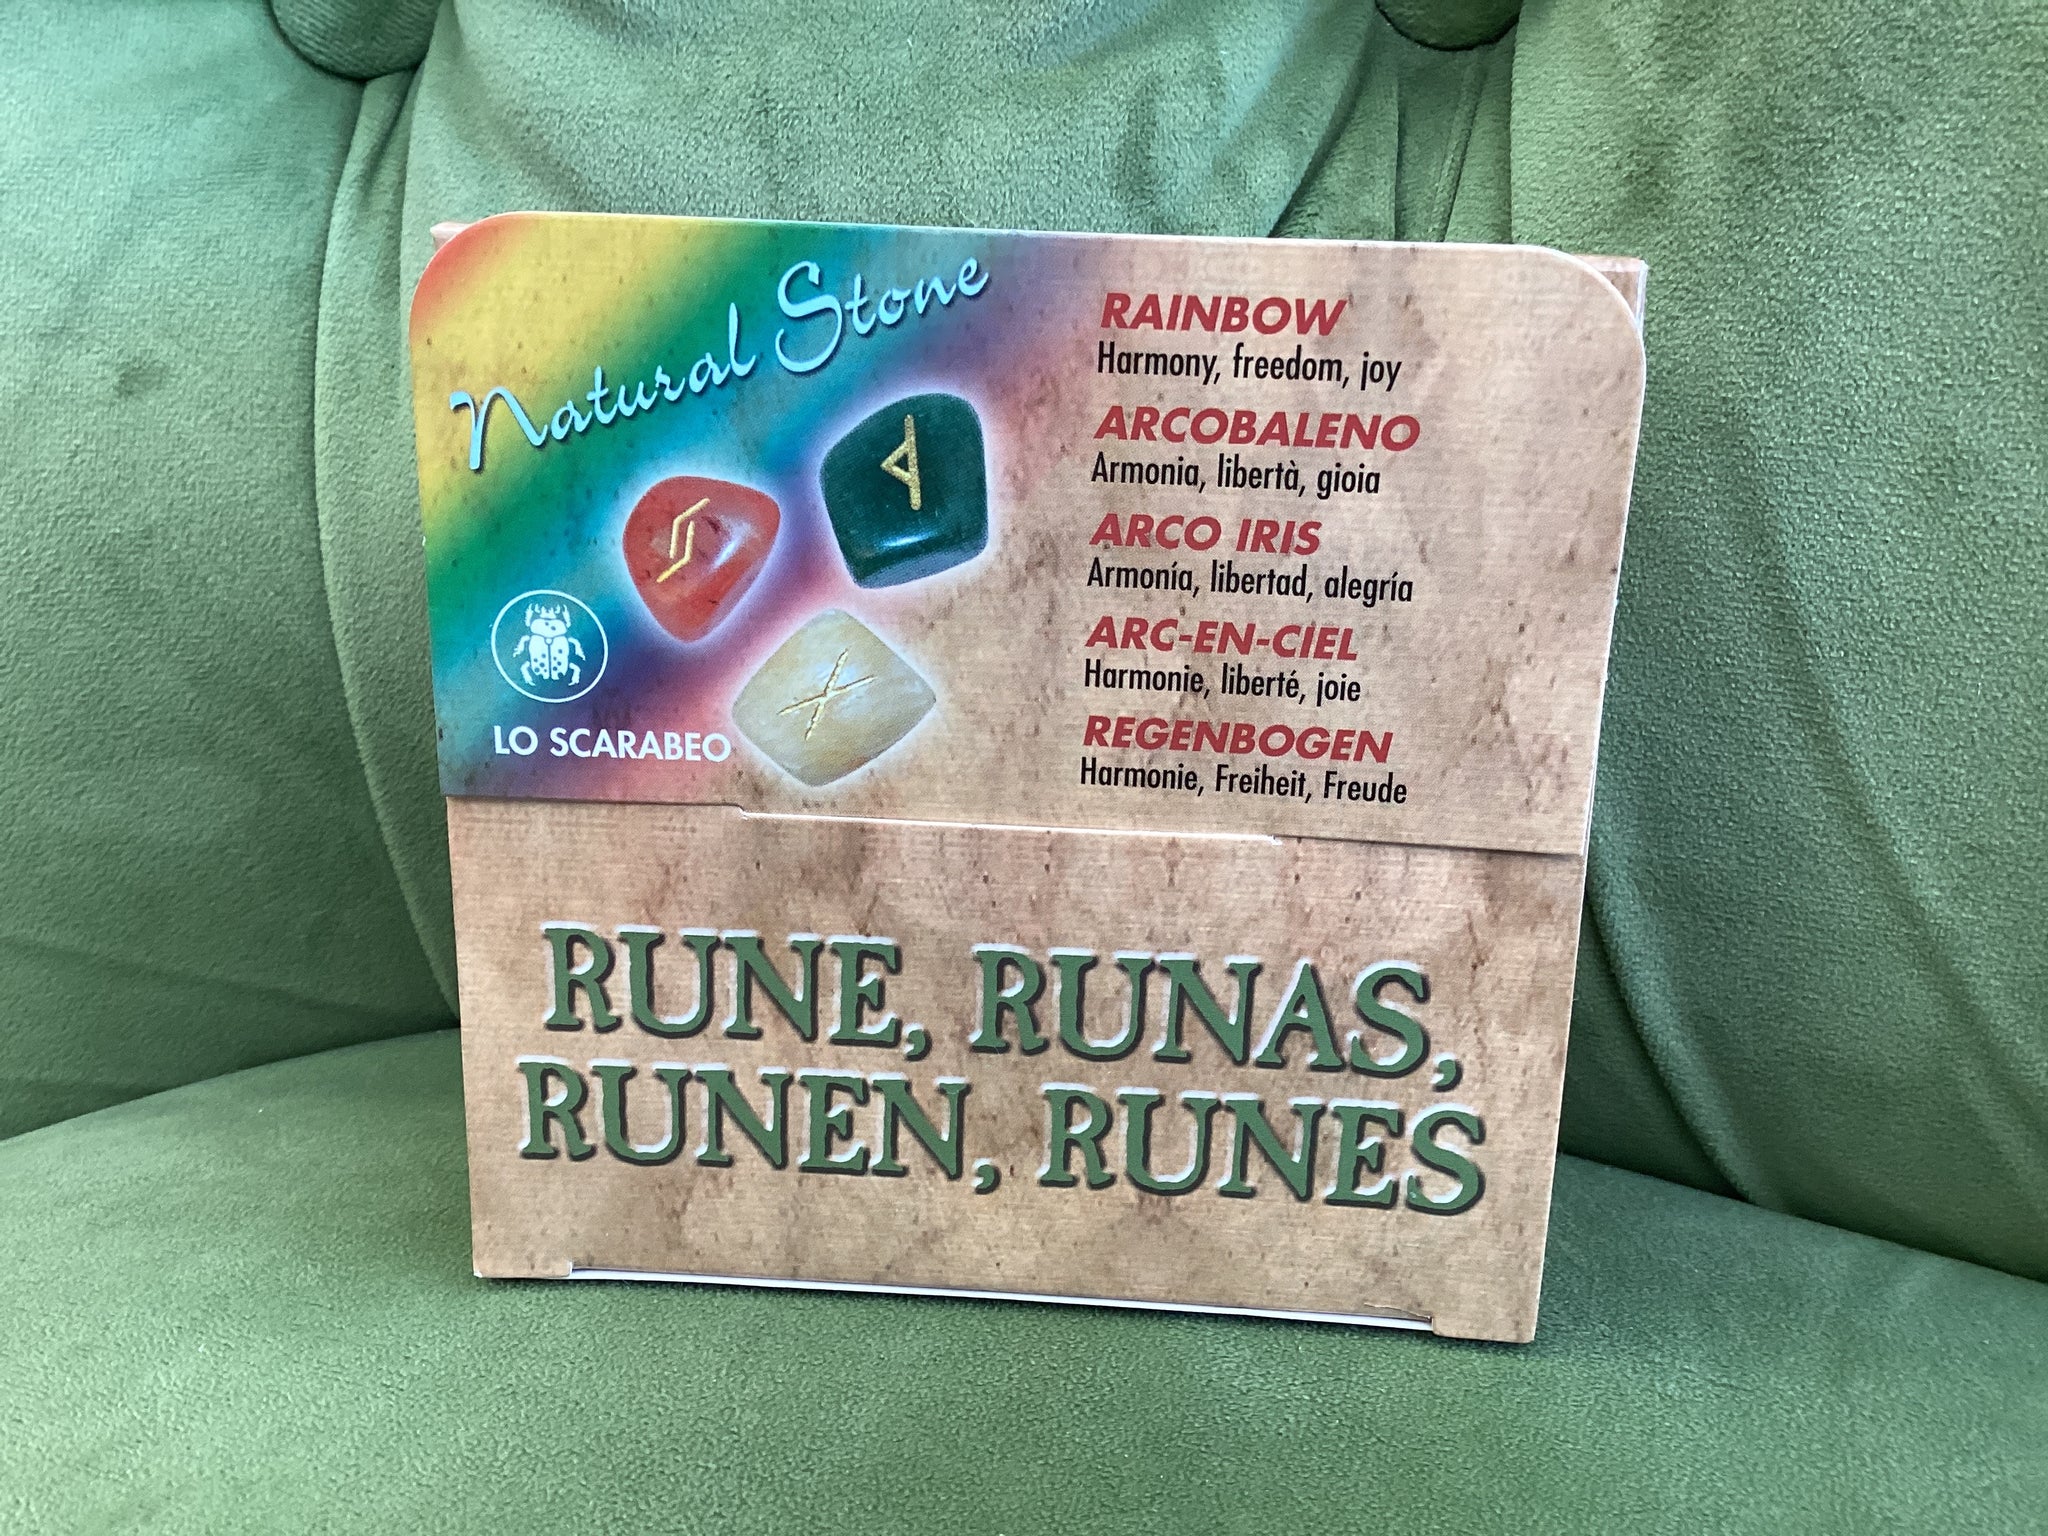 Natural Stone
LO SCARABEO
RAINBOW
Harmony, freedom, joy
ARCOBALENO
Armonia, libertà, gioia
ARCO IRIS
Armonía, libertad, alegría
ARC-EN-CIEL
Harmonie, liberté, joie
REGENBOGEN
Harmonie, Freiheit, Freude
RUNE, RUNAS,
RUNEN, RUNES